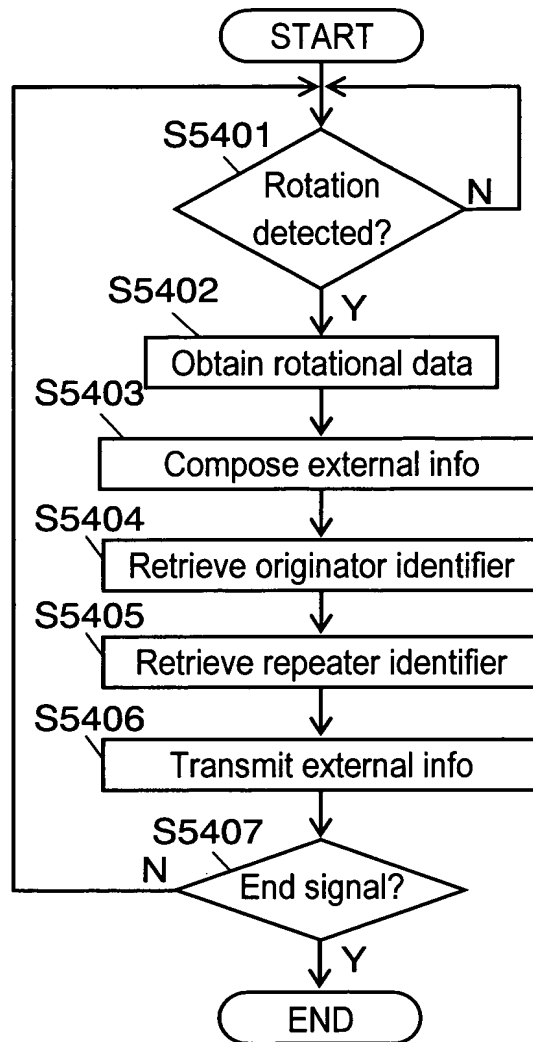 START
S5401
Rotation
detected?
N
Y
S5402
Obtain rotational data
S5403
Compose external info
S5404
Retrieve originator identifier
S5405
Retrieve repeater identifier
S5406
Transmit external info
S5407
N
End signal?
Y
END